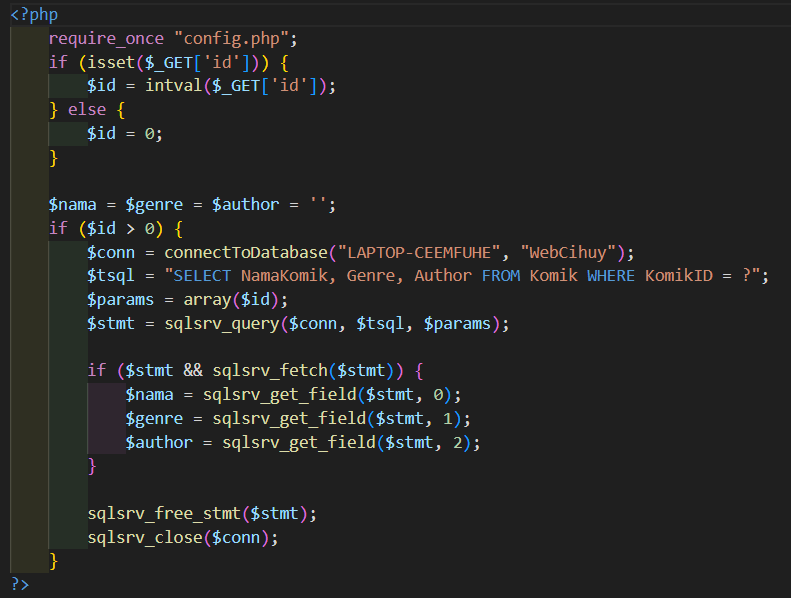 <?php
require_once "config.php";
if (isset($_GET['id'])) {
$id = intval($_GET['id']);
} else {
$id = 0;
}
$nama = $genre = $author = '';
if ($id > 0) {
$conn = connectToDatabase("LAPTOP-CEEMFUHE", "WebCihuy");
$tsql = "SELECT NamaKomik, Genre, Author FROM Komik WHERE KomikID = ?";
$params = array($id);
$stmt = sqlsrv_query($conn, $tsql, $params);
if ($stmt && sqlsrv_fetch($stmt)) {
$nama = sqlsrv_get_field($stmt, 0);
$genre = sqlsrv_get_field($stmt, 1);
$author = sqlsrv_get_field($stmt, 2);
}
sqlsrv_free_stmt($stmt);
sqlsrv_close($conn);
}
?>